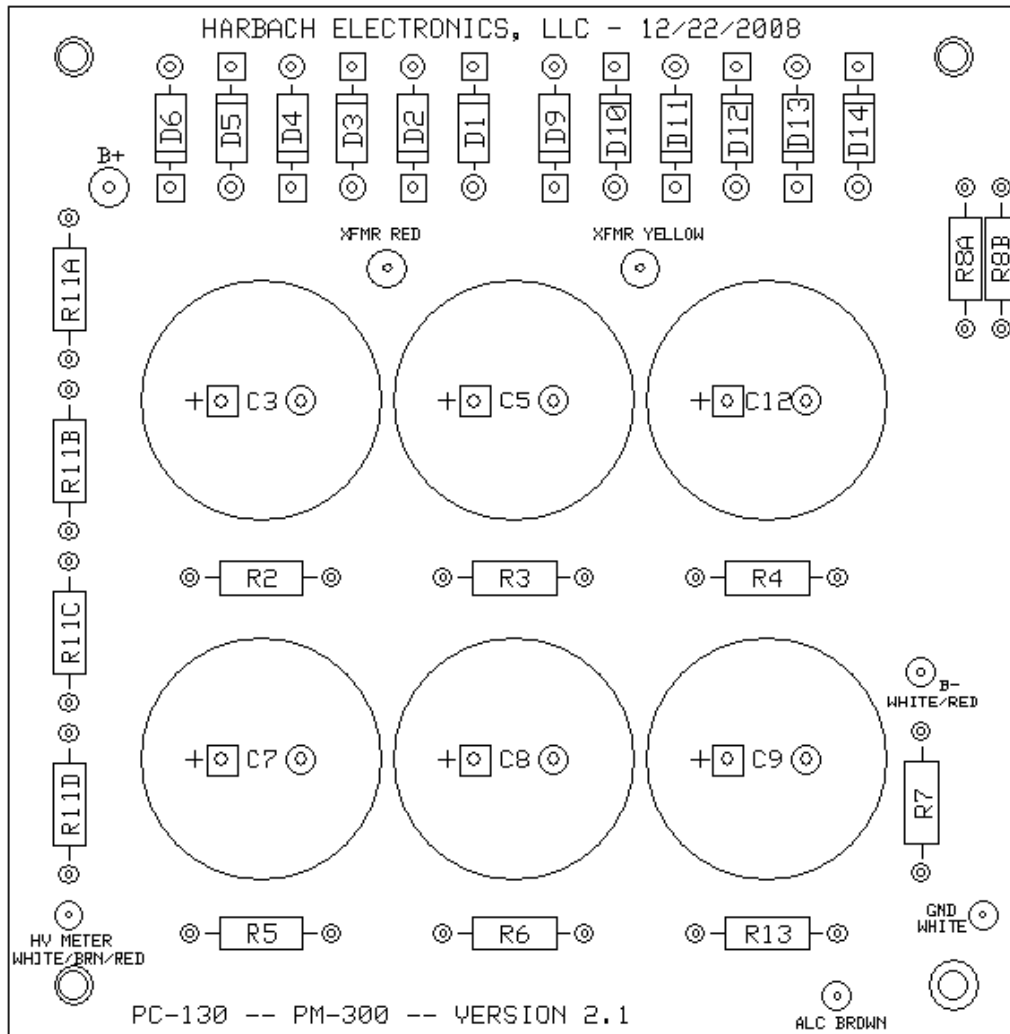 HARBACH ELECTRONICS, LLC - 12/22/2008
D6 D5 D4 D3 D2 D1 D9 D10 D11 D12 D13 D14
B+
XFMR RED
XFMR YELLOW
R8A
R8B
R11A
+ C3
+ C5
+ C12
R11B
R2
R3
R4
R11C
B-
WHITE/RED
+ C7
+ C8
+ C9
R11D
R7
GND
WHITE
R5
R6
R13
HV METER
WHITE/BRN/RED
PC-130 -- PM-300 -- VERSION 2.1
ALC BROWN